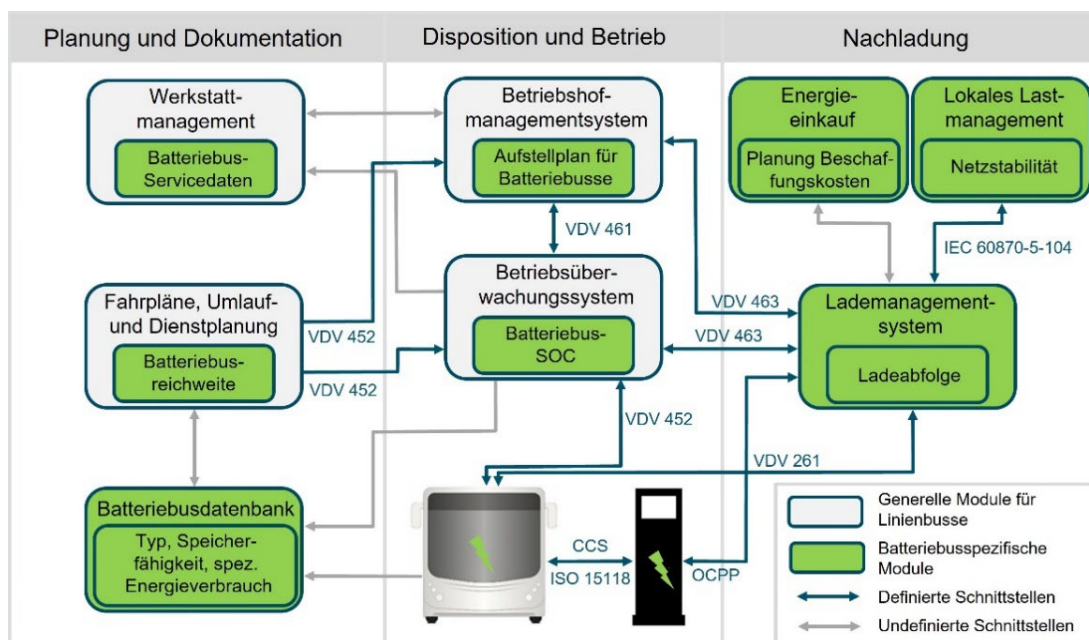 Planung und Dokumentation
Disposition und Betrieb
Nachladung
Werkstatt-
management
Batteriebus-
Servicedaten
Betriebshof-
managementsystem
Aufstellplan für
Batteriebusse
Energie-
einkauf
Planung Beschaf-
fungskosten
Lokales Last-
management
Netzstabilität
VDV 461
IEC 60870-5-104
Fahrpläne, Umlauf-
und Dienstplanung
Batteriebus-
reichweite
VDV 452
VDV 452
Betriebsüber-
wachungssystem
Batteriebus-
SOC
VDV 463
VDV 463
Lademanagement-
system
Ladeabfolge
VDV 452
VDV 261
Batteriebusdatenbank
Typ, Speicher-
fähigkeit, spez.
Energieverbrauch
CCS
ISO 15118
OCPP
Generelle Module für
Linienbusse
Batteriebusspezifische
Module
Definierte Schnittstellen
Undefinierte Schnittstellen